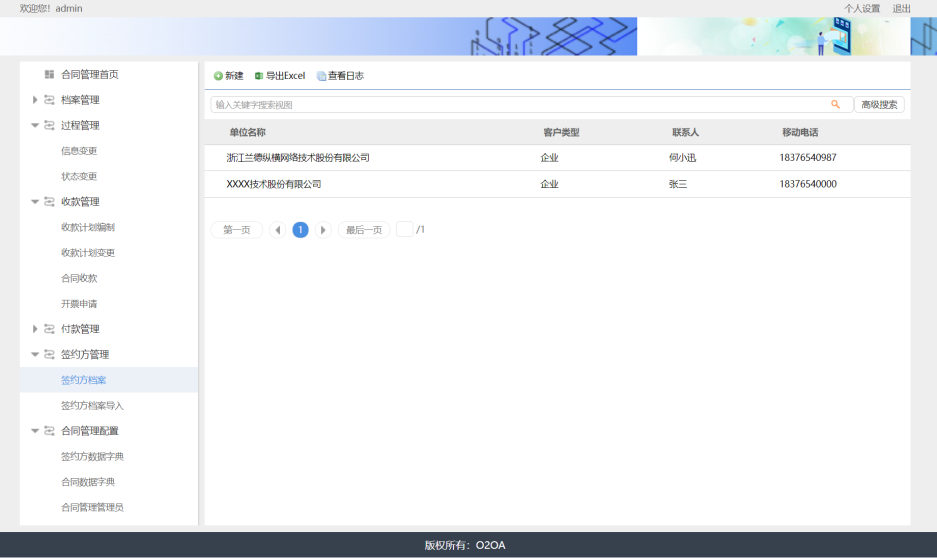 欢迎您！admin
个人设置 退出
合同管理首页
档案管理
过程管理
信息变更
状态变更
收款管理
收款计划编制
收款计划变更
合同收款
开票申请
付款管理
签约方管理
签约方档案
签约方档案导入
合同管理配置
签约方数据字典
合同数据字典
合同管理管理员
新建 导出Excel 查看日志
输入关键字搜索视图 高级搜索
单位名称 客户类型 联系人 移动电话
浙江兰德纵横网络技术股份有限公司 企业 何小迅 18376540987
XXXX技术股份有限公司 企业 张三 18376540000
第一页 1 最后一页 /1
版权所有：O2OA